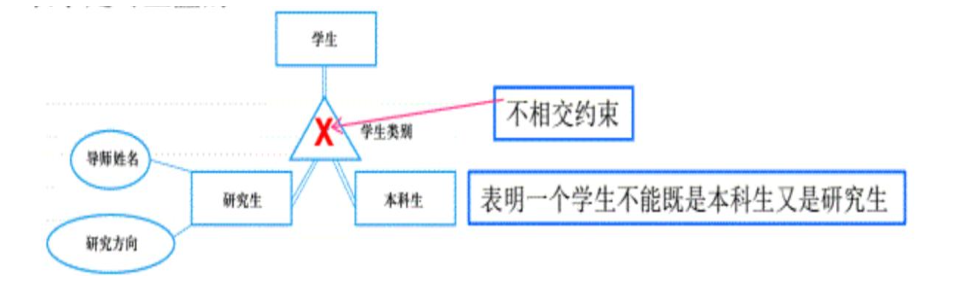 学生
X
不相交约束
学生类别
导师姓名
研究生
本科生
表明一个学生不能既是本科生又是研究生
研究方向